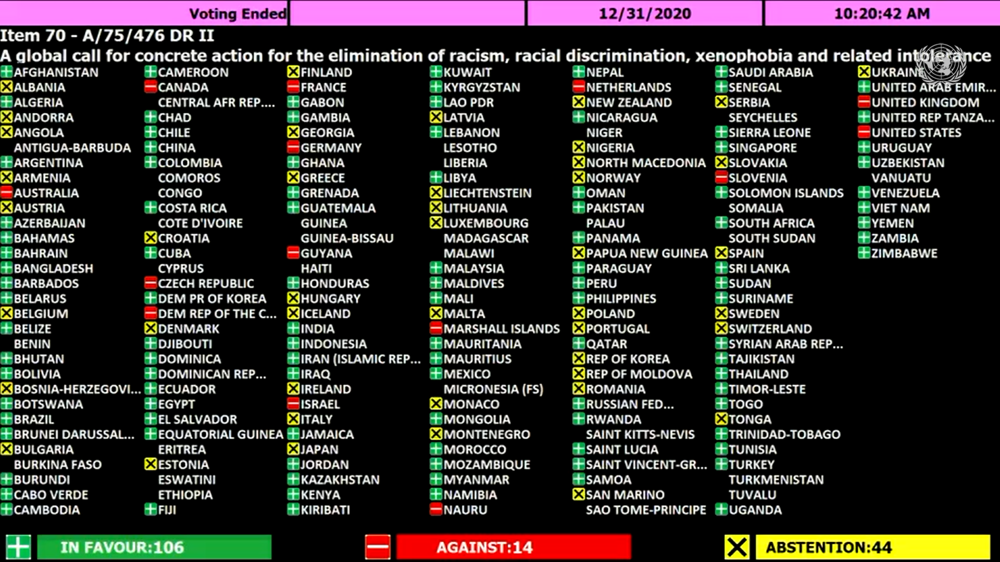 Voting Ended 12/31/2020 10:20:42 AM
Item 70 - A/75/476 DR II
A global call for concrete action for the elimination of racism, racial discrimination, xenophobia and related intolerance
AFGHANISTAN
ALBANIA
ALGERIA
ANDORRA
ANGOLA
ANTIGUA-BARBUDA
ARGENTINA
ARMENIA
AUSTRALIA
AUSTRIA
AZERBAIJAN
BAHAMAS
BAHRAIN
BANGLADESH
BARBADOS
BELARUS
BELGIUM
BELIZE
BENIN
BHUTAN
BOLIVIA
BOSNIA-HERZEGOVI...
BOTSWANA
BRAZIL
BRUNEI DARUSSAL...
BULGARIA
BURKINA FASO
BURUNDI
CABO VERDE
CAMBODIA
CAMEROON
CANADA
CENTRAL AFR REP....
CHAD
CHILE
CHINA
COLOMBIA
COMOROS
CONGO
COSTA RICA
COTE D'IVOIRE
CROATIA
CUBA
CYPRUS
CZECH REPUBLIC
DEM PR OF KOREA
DEM REP OF THE C...
DENMARK
DJIBOUTI
DOMINICA
DOMINICAN REP...
ECUADOR
EGYPT
EL SALVADOR
EQUATORIAL GUINEA
ERITREA
ESTONIA
ESWATINI
ETHIOPIA
FIJI
FINLAND
FRANCE
GABON
GAMBIA
GEORGIA
GERMANY
GHANA
GREECE
GRENADA
GUATEMALA
GUINEA
GUINEA-BISSAU
GUYANA
HAITI
HONDURAS
HUNGARY
ICELAND
INDIA
INDONESIA
IRAN (ISLAMIC REP...
IRAQ
IRELAND
ISRAEL
ITALY
JAMAICA
JAPAN
JORDAN
KAZAKHSTAN
KENYA
KIRIBATI
KUWAIT
KYRGYZSTAN
LAO PDR
LATVIA
LEBANON
LESOTHO
LIBERIA
LIBYA
LIECHTENSTEIN
LITHUANIA
LUXEMBOURG
MADAGASCAR
MALAWI
MALAYSIA
MALDIVES
MALI
MALTA
MARSHALL ISLANDS
MAURITANIA
MAURITIUS
MEXICO
MICRONESIA (FS)
MONACO
MONGOLIA
MONTENEGRO
MOROCCO
MOZAMBIQUE
MYANMAR
NAMIBIA
NAURU
NEPAL
NETHERLANDS
NEW ZEALAND
NICARAGUA
NIGER
NIGERIA
NORTH MACEDONIA
NORWAY
OMAN
PAKISTAN
PALAU
PANAMA
PAPUA NEW GUINEA
PARAGUAY
PERU
PHILIPPINES
POLAND
PORTUGAL
QATAR
REP OF KOREA
REP OF MOLDOVA
ROMANIA
RUSSIAN FED...
RWANDA
SAINT KITTS-NEVIS
SAINT LUCIA
SAINT VINCENT-GR...
SAMOA
SAN MARINO
SAO TOME-PRINCIPE
SAUDI ARABIA
SENEGAL
SERBIA
SEYCHELLES
SIERRA LEONE
SINGAPORE
SLOVAKIA
SLOVENIA
SOLOMON ISLANDS
SOMALIA
SOUTH AFRICA
SOUTH SUDAN
SPAIN
SRI LANKA
SUDAN
SURINAME
SWEDEN
SWITZERLAND
SYRIAN ARAB REP...
TAJIKISTAN
THAILAND
TIMOR-LESTE
TOGO
TONGA
TRINIDAD-TOBAGO
TUNISIA
TURKEY
TURKMENISTAN
TUVALU
UGANDA
UKRAINE
UNITED ARAB EMIR...
UNITED KINGDOM
UNITED REP TANZA...
UNITED STATES
URUGUAY
UZBEKISTAN
VANUATU
VENEZUELA
VIET NAM
YEMEN
ZAMBIA
ZIMBABWE
IN FAVOUR:106 AGAINST:14 ABSTENTION:44